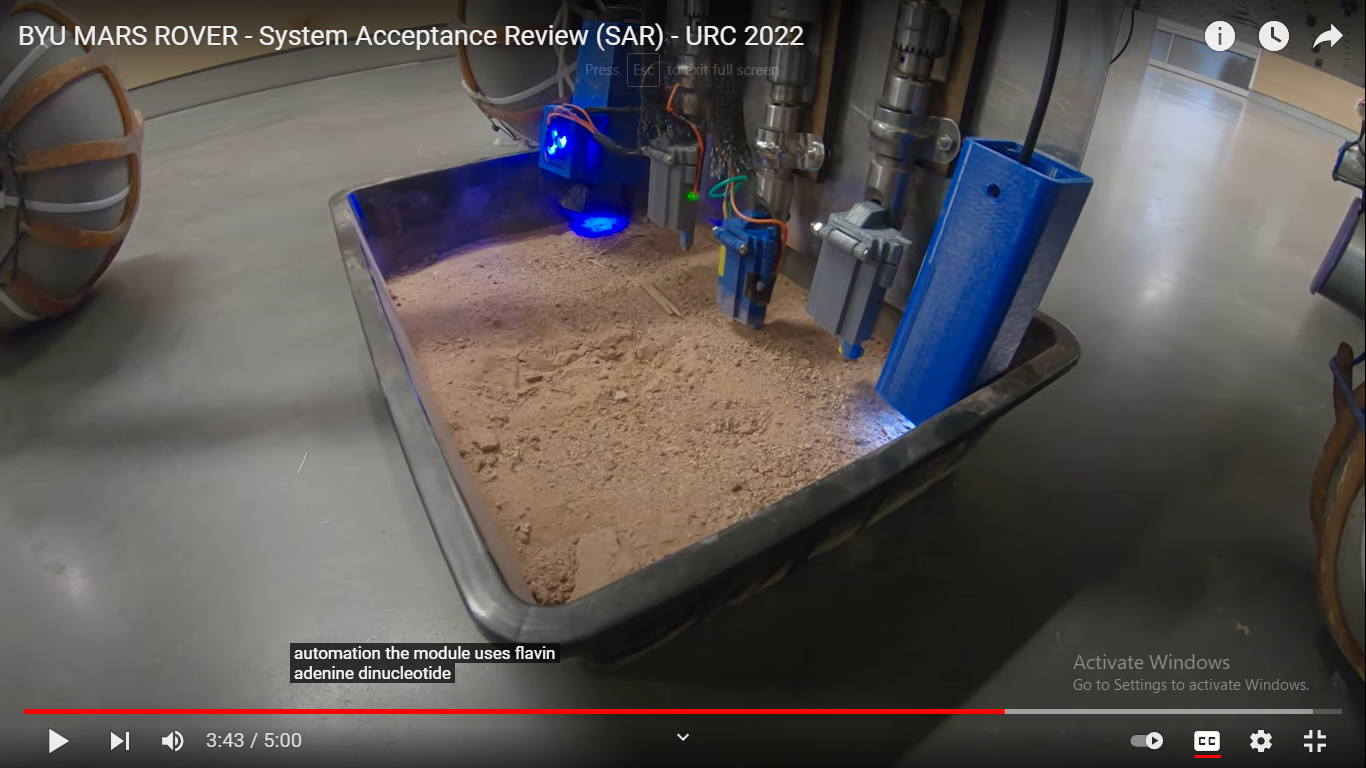 BYU MARS ROVER - System Acceptance Review (SAR) - URC 2022
Press Esc to exit full screen
automation the module uses flavin
adenine dinucleotide
Activate Windows
Go to Settings to activate Windows.
3:43 / 5:00
CC